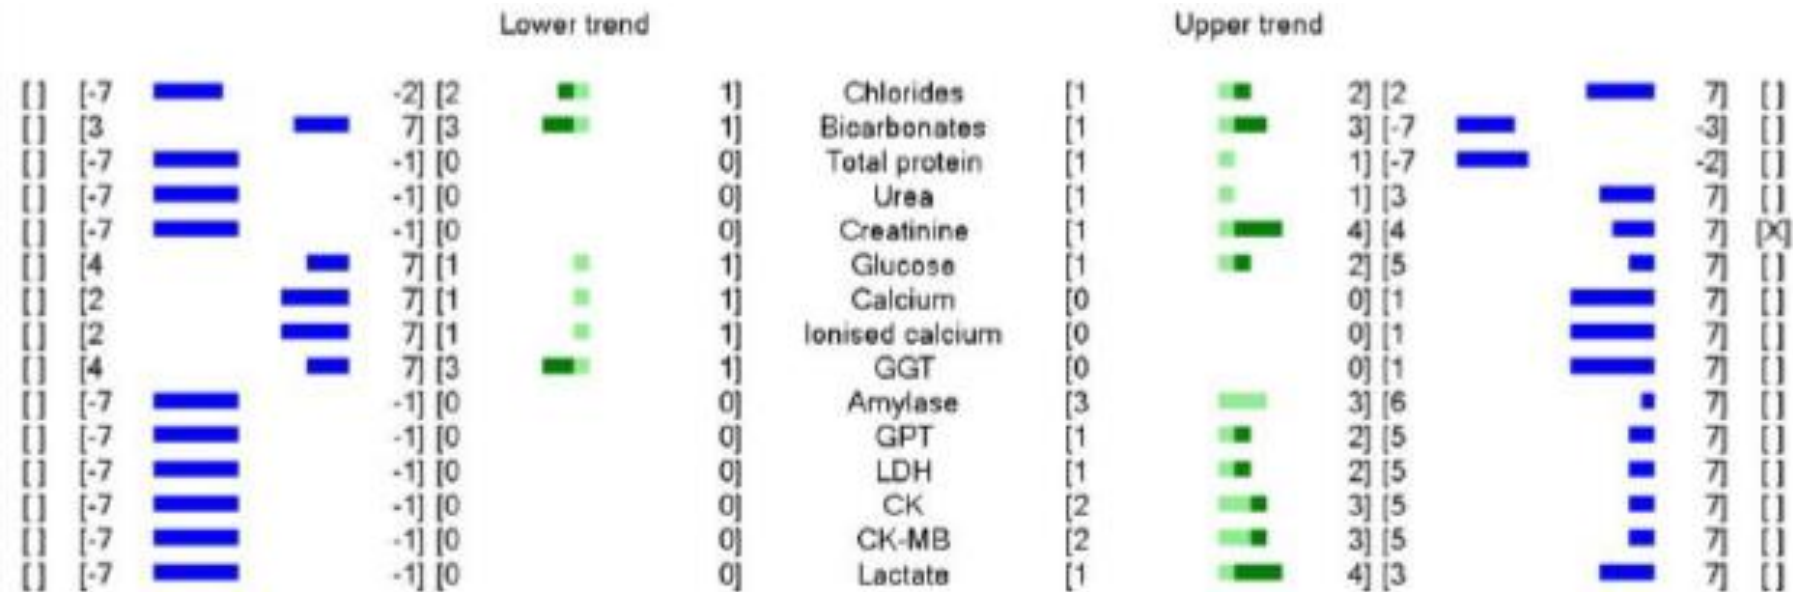 Lower trend Upper trend
[ ] [-7 -2] [2 1] Chlorides [1 2] [2 7] [ ]
[ ] [3 7] [3 1] Bicarbonates [1 3] [-7 -3] [ ]
[ ] [-7 -1] [0 0] Total protein [1 1] [-7 -2] [ ]
[ ] [-7 -1] [0 0] Urea [1 1] [3 7] [ ]
[ ] [-7 -1] [0 0] Creatinine [1 4] [4 7] [X]
[ ] [4 7] [1 1] Glucose [1 2] [5 7] [ ]
[ ] [2 7] [1 1] Calcium [0 0] [1 7] [ ]
[ ] [2 7] [1 1] Ionised calcium [0 0] [1 7] [ ]
[ ] [4 7] [3 1] GGT [0 0] [1 7] [ ]
[ ] [-7 -1] [0 0] Amylase [3 3] [6 7] [ ]
[ ] [-7 -1] [0 0] GPT [1 2] [5 7] [ ]
[ ] [-7 -1] [0 0] LDH [1 2] [5 7] [ ]
[ ] [-7 -1] [0 0] CK [2 3] [5 7] [ ]
[ ] [-7 -1] [0 0] CK-MB [2 3] [5 7] [ ]
[ ] [-7 -1] [0 0] Lactate [1 4] [3 7] [ ]